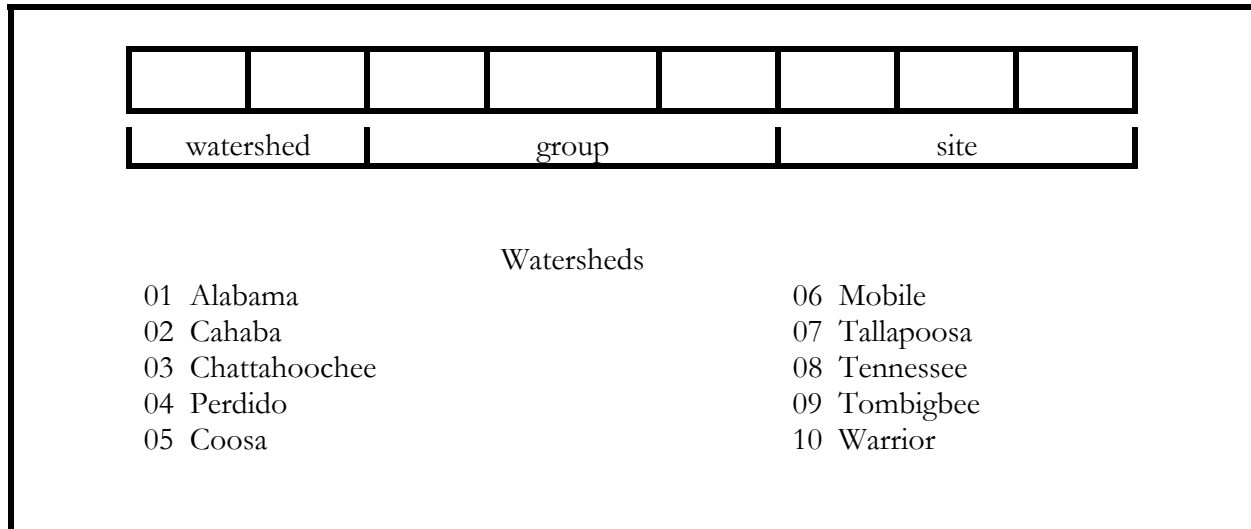 watershed group site
Watersheds
01 Alabama
02 Cahaba
03 Chattahoochee
04 Perdido
05 Coosa
06 Mobile
07 Tallapoosa
08 Tennessee
09 Tombigbee
10 Warrior